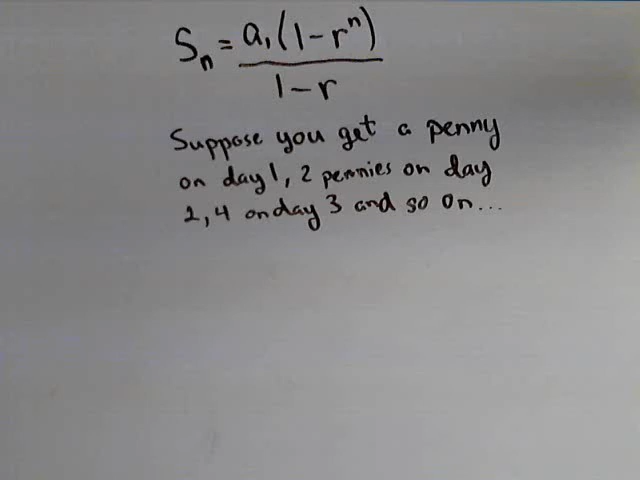 Sₙ = a₁(1-rⁿ)
1-r
Suppose you get a penny
on day 1, 2 pennies on day
2, 4 on day 3 and so on...